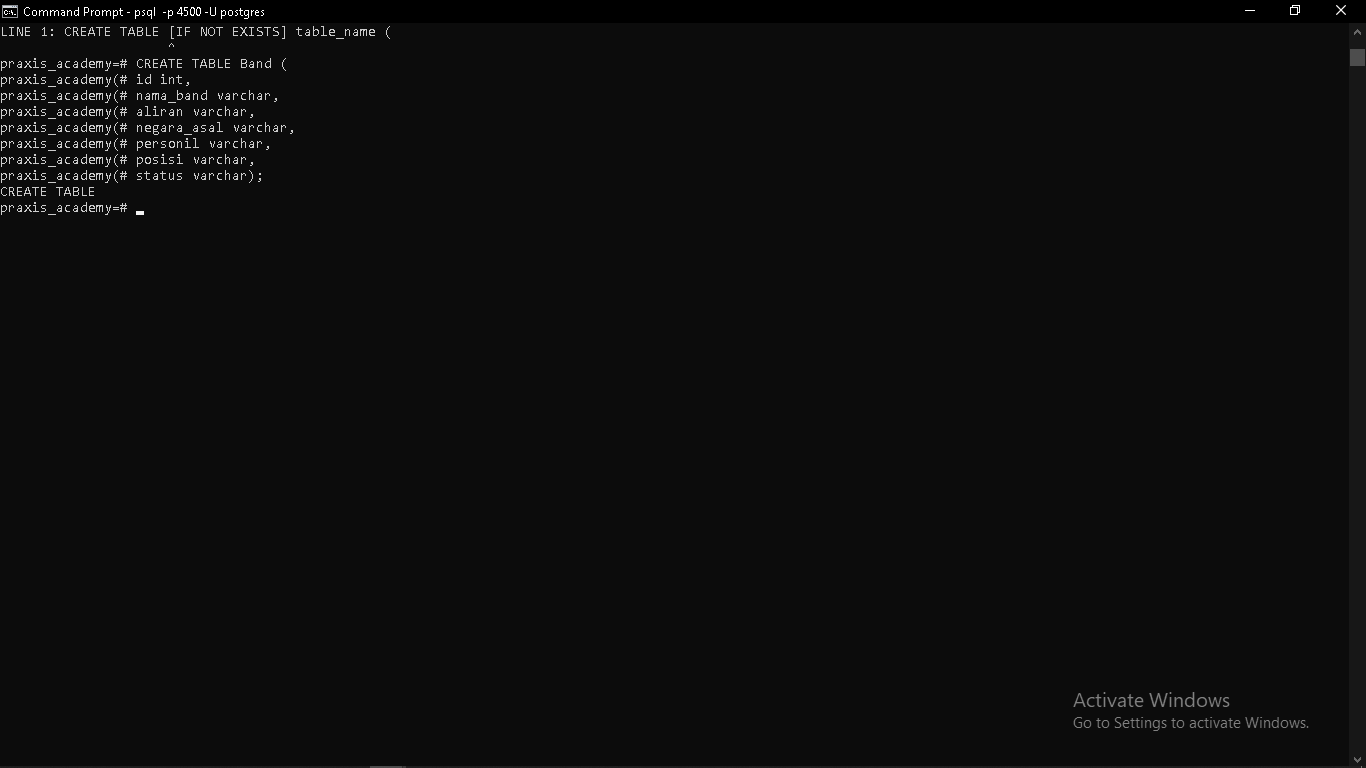 Command Prompt - psql -p 4500 -U postgres
LINE 1: CREATE TABLE [IF NOT EXISTS] table_name (
^
praxis_academy=# CREATE TABLE Band (
praxis_academy(# id int,
praxis_academy(# nama_band varchar,
praxis_academy(# aliran varchar,
praxis_academy(# negara_asal varchar,
praxis_academy(# personil varchar,
praxis_academy(# posisi varchar,
praxis_academy(# status varchar);
CREATE TABLE
praxis_academy=#
Activate Windows
Go to Settings to activate Windows.